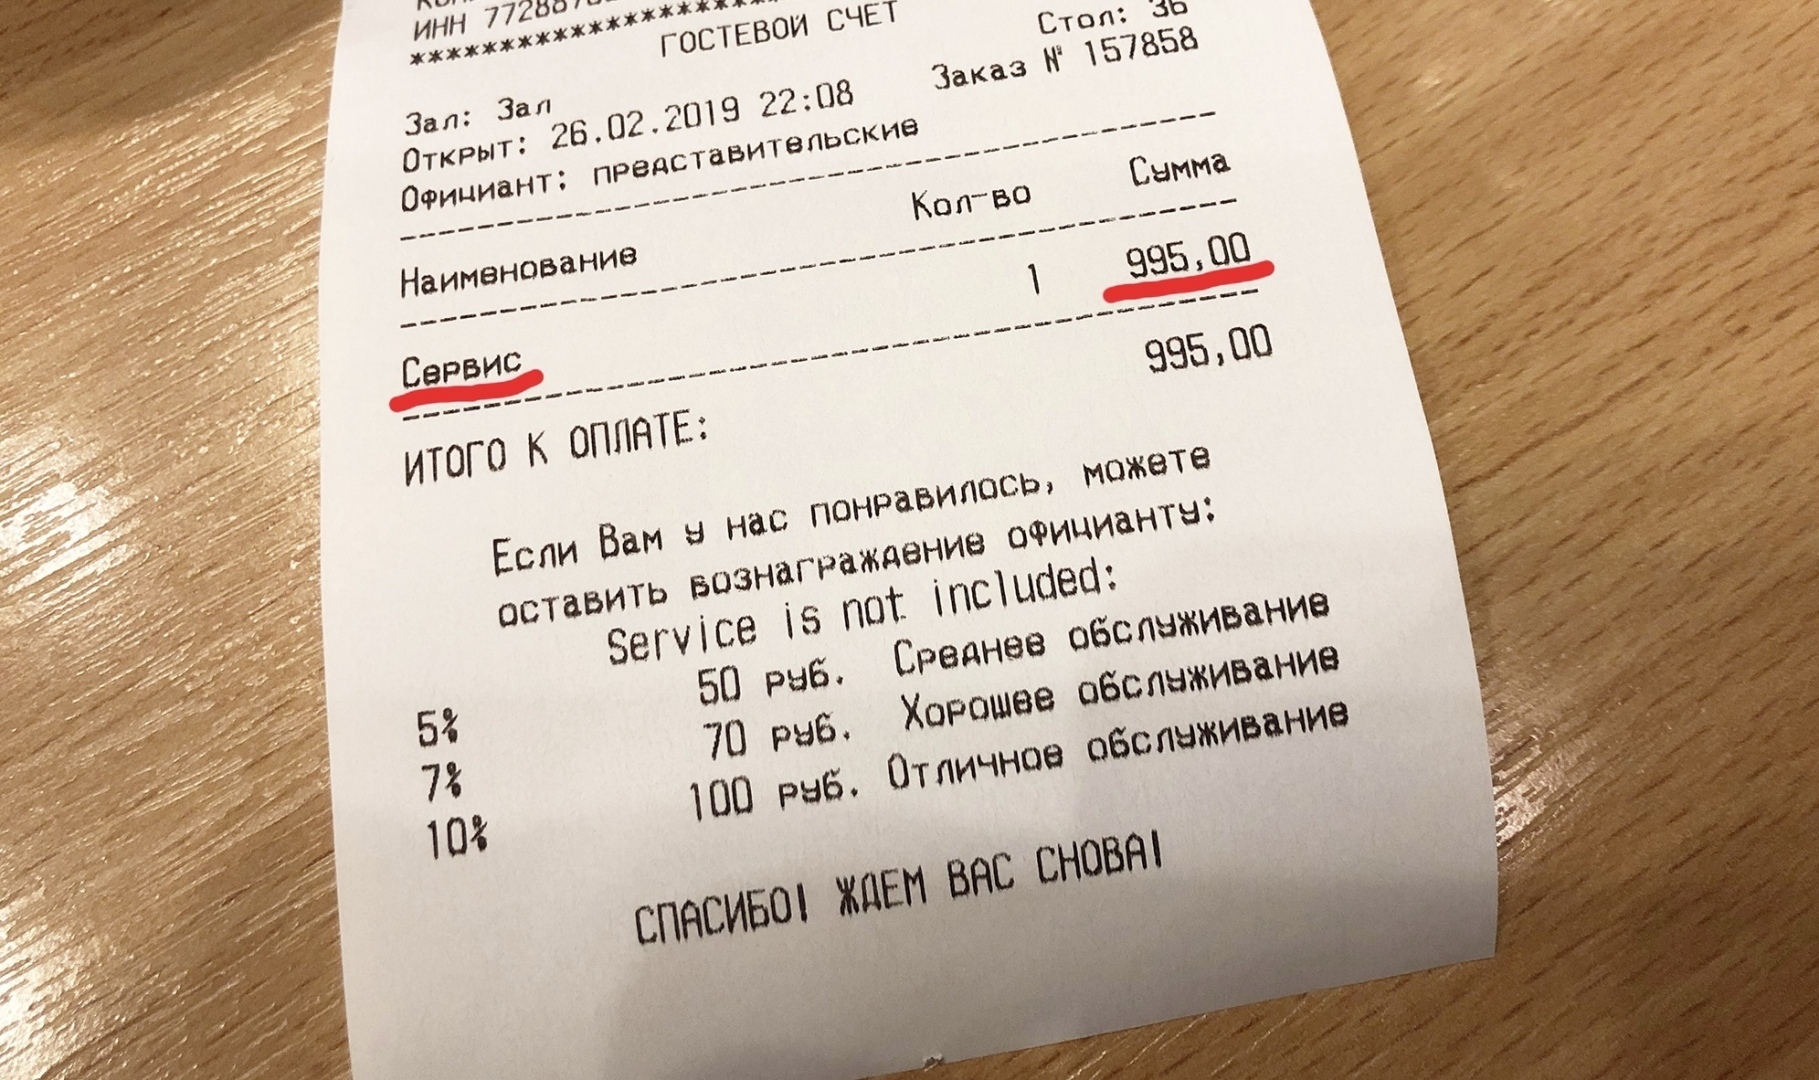 ИНН
*************************
ГОСТЕВОЙ СЧЕТ
Зал: Зал Стол: 36
Открыт: 26.02.2019 22:08 Заказ № 157858
Официант: представительские
Наименование Кол-во Сумма
Сервис 1 995,00
ИТОГО К ОПЛАТЕ: 995,00
Если Вам у нас понравилось, можете
оставить вознаграждение официанту:
Service is not included:
5% 50 руб. Среднее обслуживание
7% 70 руб. Хорошее обслуживание
10% 100 руб. Отличное обслуживание
СПАСИБО! ЖДЕМ ВАС СНОВА!